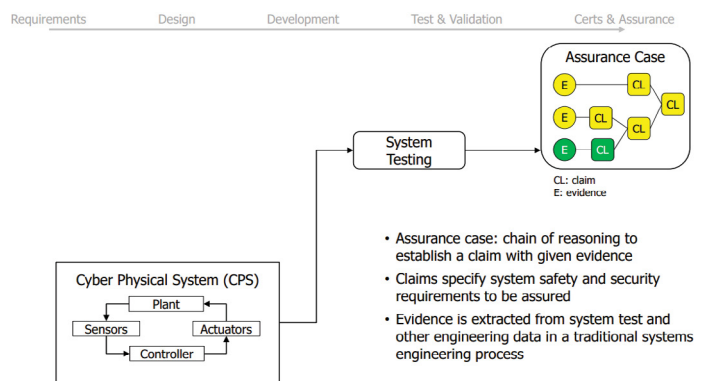 Requirements Design Development Test & Validation Certs & Assurance
Assurance Case
E CL
CL
E CL
CL
E CL
System
Testing
CL: claim
E: evidence
• Assurance case: chain of reasoning to
establish a claim with given evidence
• Claims specify system safety and security
requirements to be assured
• Evidence is extracted from system test and
other engineering data in a traditional systems
engineering process
Cyber Physical System (CPS)
Plant
Sensors Actuators
Controller